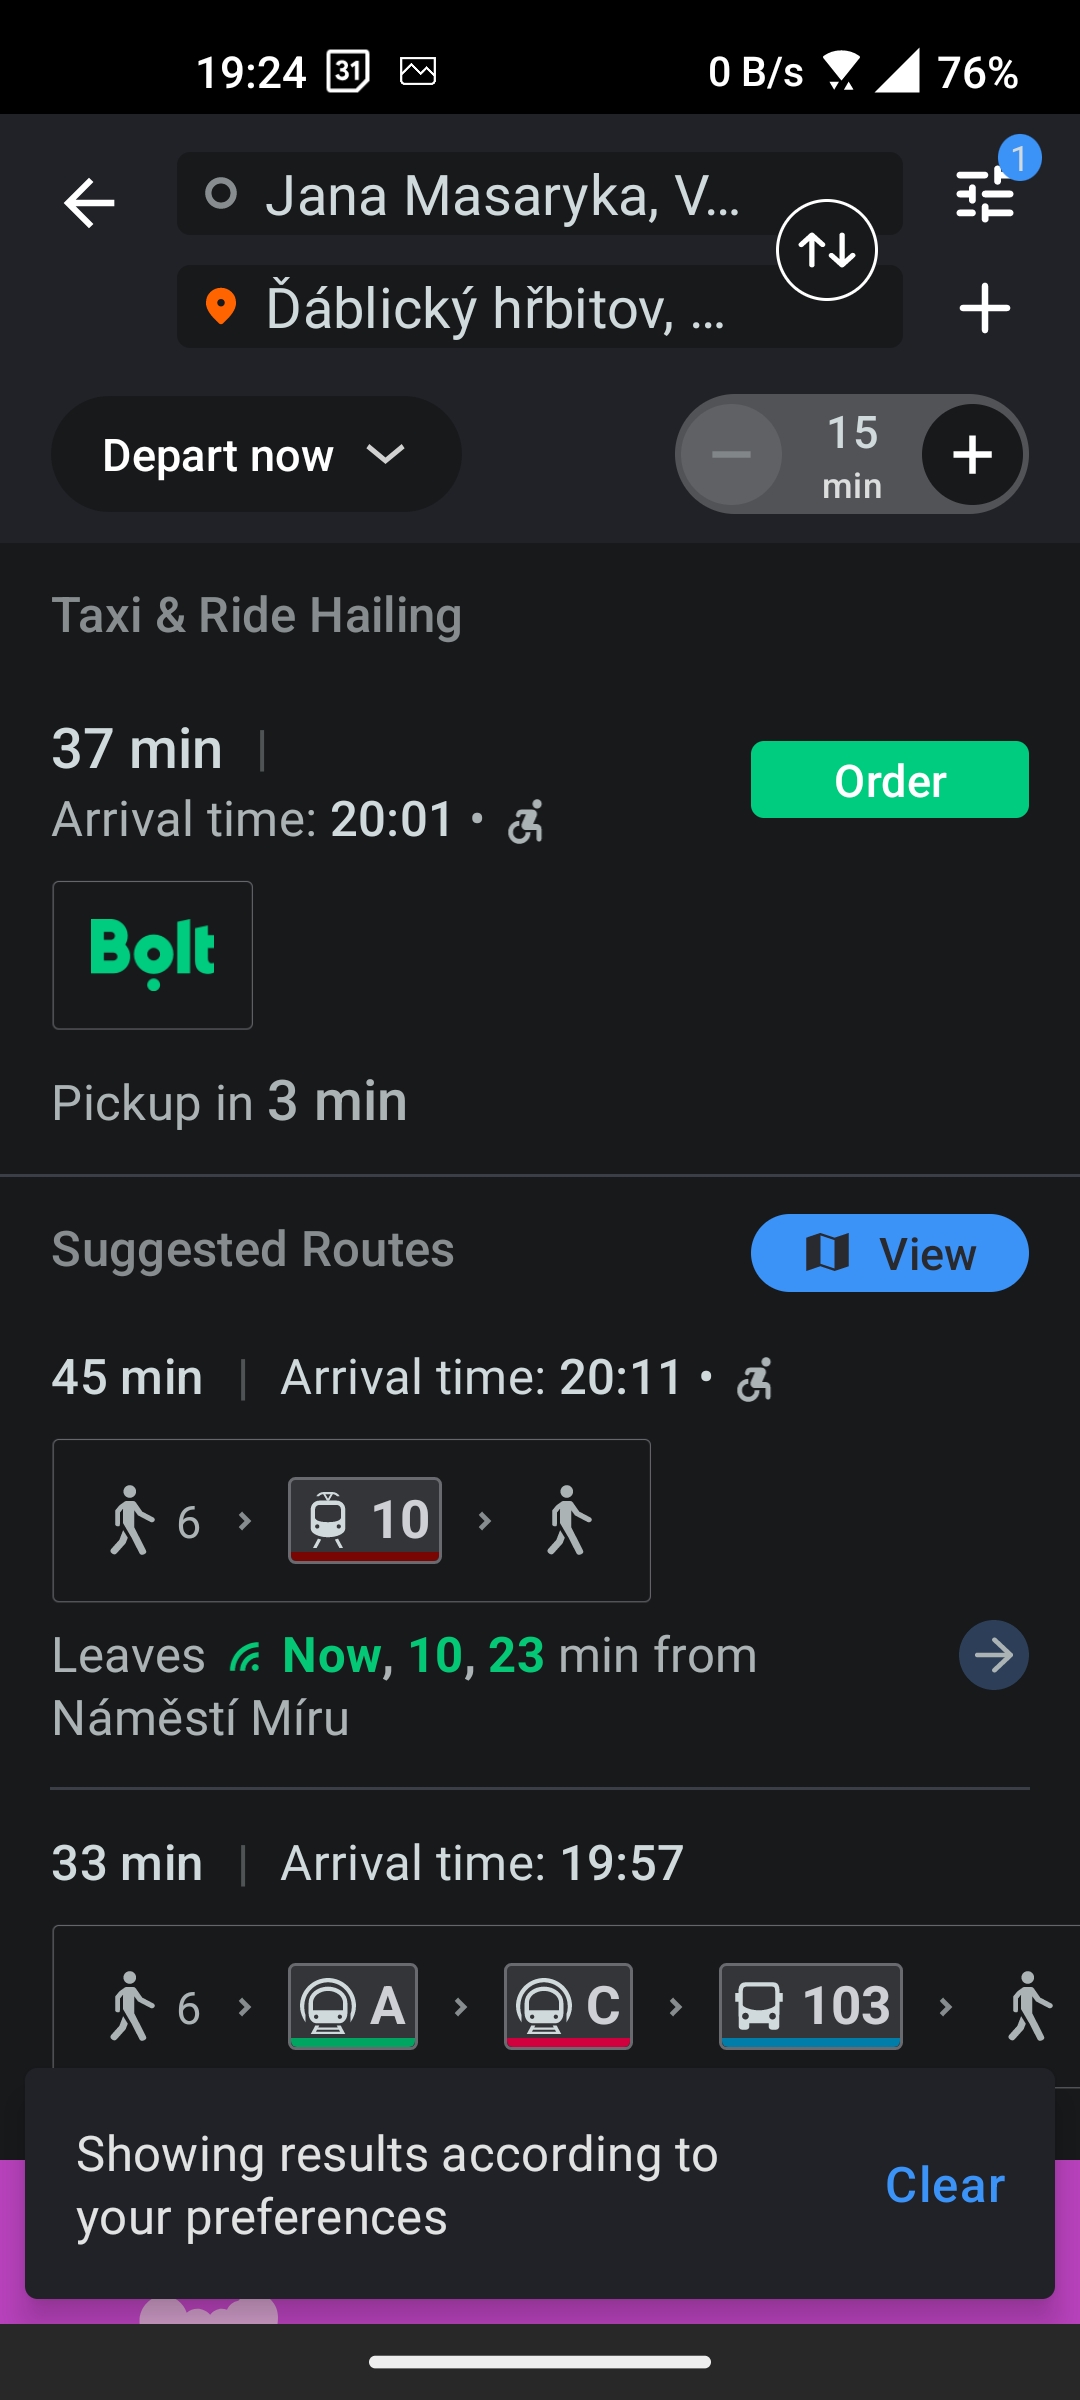 19:24 31 0 B/s 76%
1
Jana Masaryka, V...
Ďáblický hřbitov, ...
Depart now
15
min
Taxi & Ride Hailing
37 min |
Order
Arrival time: 20:01 •
Bolt
Pickup in 3 min
Suggested Routes
View
45 min | Arrival time: 20:11 •
6 > 10 >
Leaves Now, 10, 23 min from
Náměstí Míru
33 min | Arrival time: 19:57
6 > A > C > 103 >
Showing results according to
your preferences
Clear